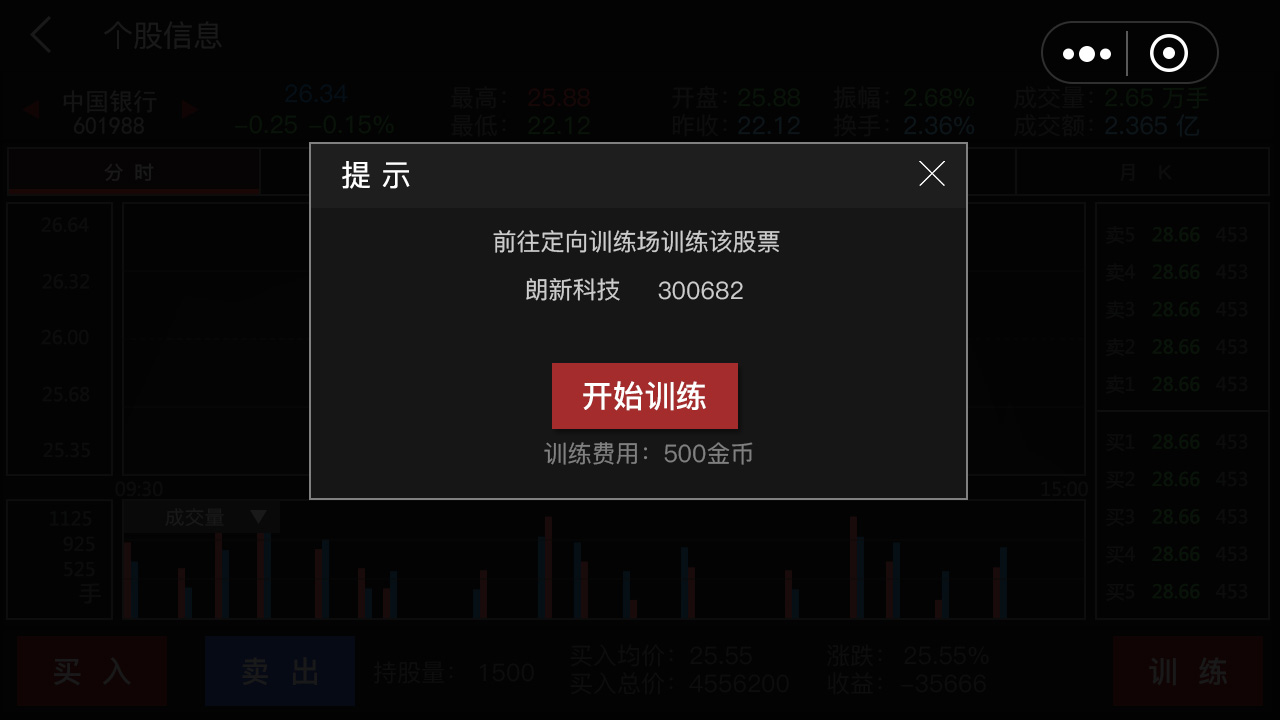 个股信息
中国银行
601988
26.34
-0.25 -0.15%
最高： 25.88
最低： 22.12
开盘：25.88
昨收：22.12
振幅：2.68%
换手：2.36%
成交量：2.65 万手
成交额：2.365 亿
分 时
月 K
提 示
前往定向训练场训练该股票
朗新科技 300682
开始训练
训练费用：500金币
26.64
26.32
26.00
25.68
25.35
09:30
15:00
卖5 28.66 453
卖4 28.66 453
卖3 28.66 453
卖2 28.66 453
卖1 28.66 453
买1 28.66 453
买2 28.66 453
买3 28.66 453
买4 28.66 453
买5 28.66 453
成交量
1125
925
525
手
买 入
卖 出
持股量： 1500
买入均价：25.55
买入总价：4556200
涨跌： 25.55%
收益：-35666
训 练